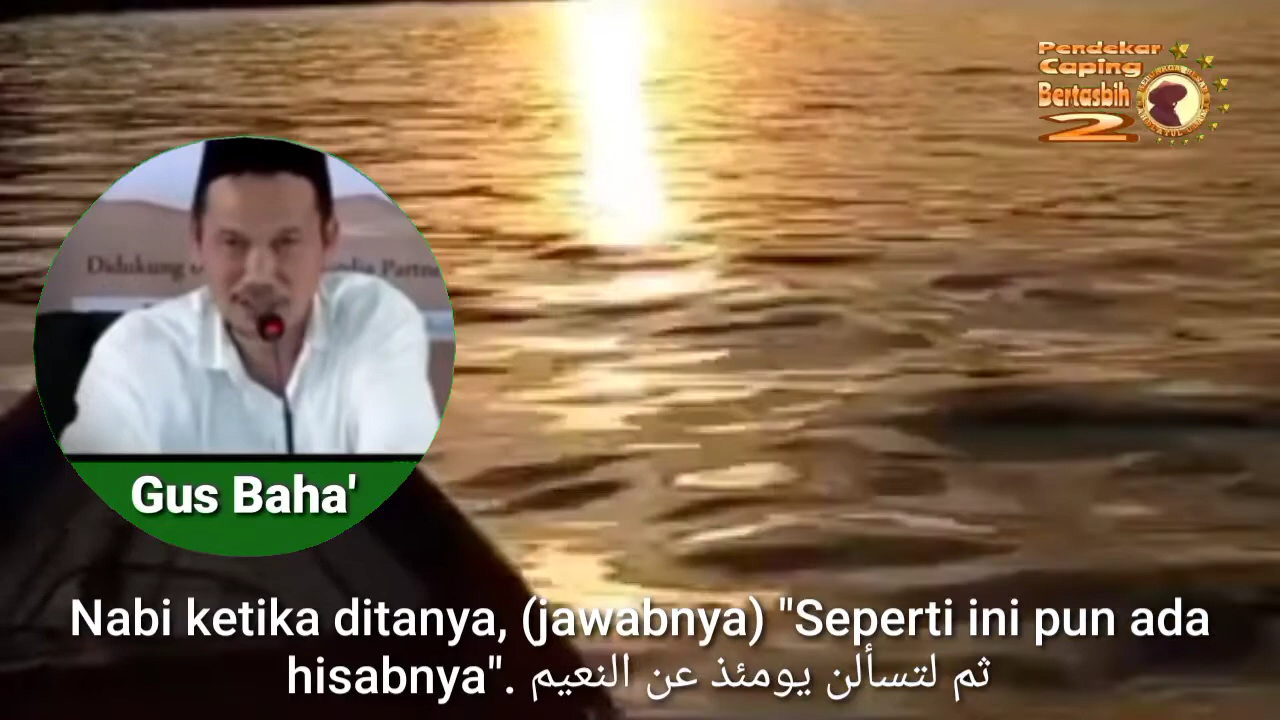 Pendekar
Caping
Bertasbih
2
Didukung
Gus Baha'
Nabi ketika ditanya, (jawabnya) "Seperti ini pun ada
hisabnya". ثم لتسألن يومئذ عن النعيم